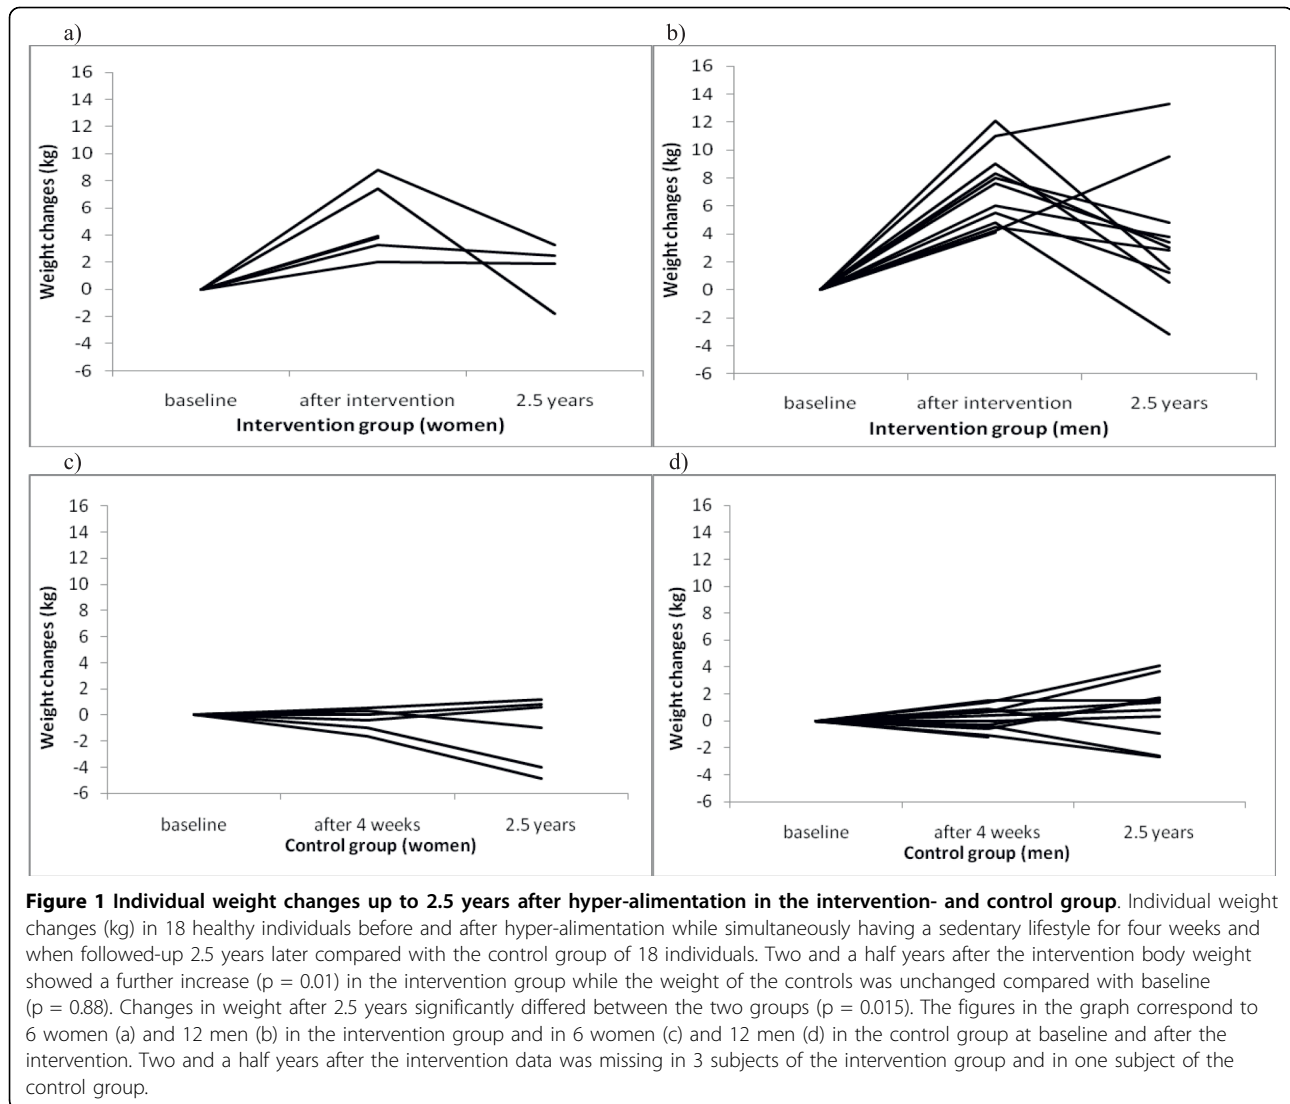 a)
16
14
12
10
8
6
4
2
0
-2
-4
-6
Weight changes (kg)
baseline after intervention 2.5 years
Intervention group (women)
b)
16
14
12
10
8
6
4
2
0
-2
-4
-6
Weight changes (kg)
baseline after intervention 2.5 years
Intervention group (men)
c)
16
14
12
10
8
6
4
2
0
-2
-4
-6
Weight changes (kg)
baseline after 4 weeks 2.5 years
Control group (women)
d)
16
14
12
10
8
6
4
2
0
-2
-4
-6
Weight changes (kg)
baseline after 4 weeks 2.5 years
Control group (men)
Figure 1 Individual weight changes up to 2.5 years after hyper-alimentation in the intervention- and control group. Individual weight
changes (kg) in 18 healthy individuals before and after hyper-alimentation while simultaneously having a sedentary lifestyle for four weeks and
when followed-up 2.5 years later compared with the control group of 18 individuals. Two and a half years after the intervention body weight
showed a further increase (p = 0.01) in the intervention group while the weight of the controls was unchanged compared with baseline
(p = 0.88). Changes in weight after 2.5 years significantly differed between the two groups (p = 0.015). The figures in the graph correspond to
6 women (a) and 12 men (b) in the intervention group and in 6 women (c) and 12 men (d) in the control group at baseline and after the
intervention. Two and a half years after the intervention data was missing in 3 subjects of the intervention group and in one subject of the
control group.